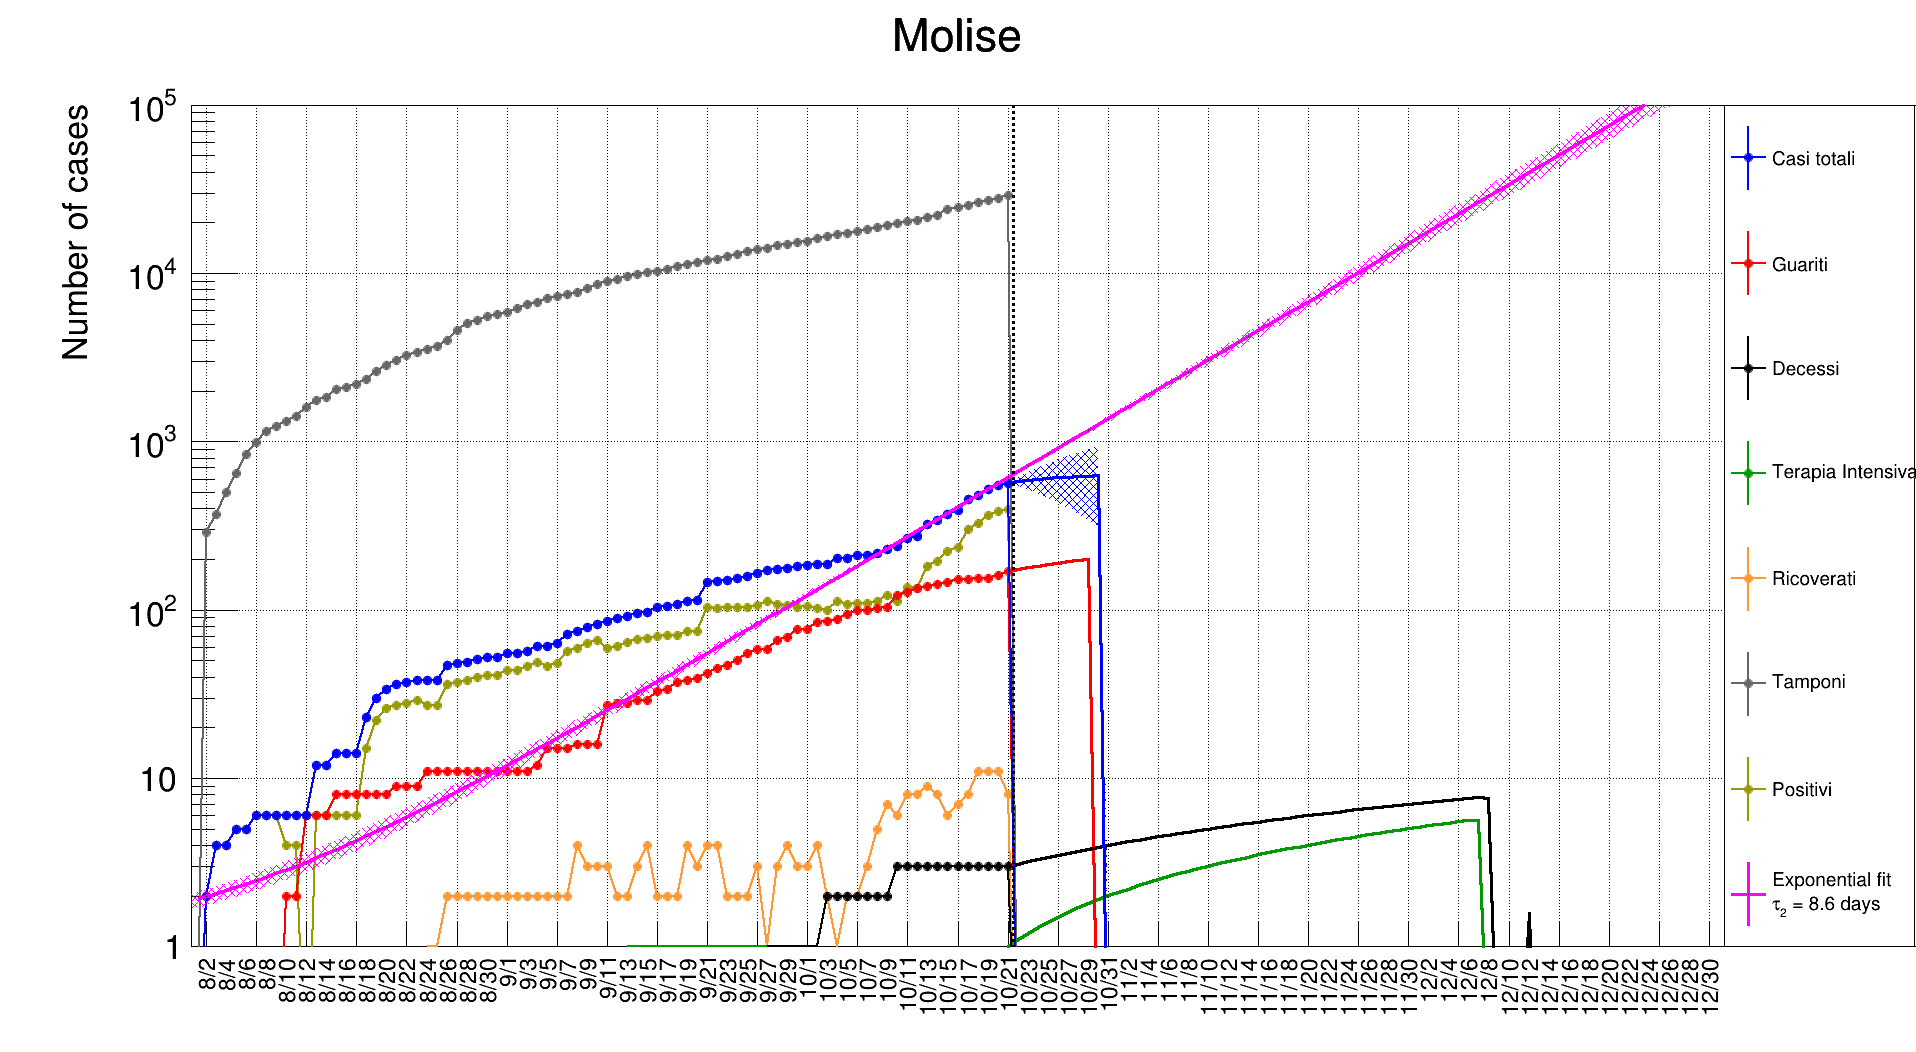 Molise
Number of cases
10^5
10^4
10^3
10^2
10
1
8/2 8/4 8/6 8/8 8/10 8/12 8/14 8/16 8/18 8/20 8/22 8/24 8/26 8/28 8/30 9/1 9/3 9/5 9/7 9/9 9/11 9/13 9/15 9/17 9/19 9/21 9/23 9/25 9/27 9/29 10/1 10/3 10/5 10/7 10/9 10/11 10/13 10/15 10/17 10/19 10/21 10/23 10/25 10/27 10/29 10/31 11/2 11/4 11/6 11/8 11/10 11/12 11/14 11/16 11/18 11/20 11/22 11/24 11/26 11/28 11/30 12/2 12/4 12/6 12/8 12/10 12/12 12/14 12/16 12/18 12/20 12/22 12/24 12/26 12/28 12/30
Casi totali
Guariti
Decessi
Terapia Intensiva
Ricoverati
Tamponi
Positivi
Exponential fit
τ₂ = 8.6 days